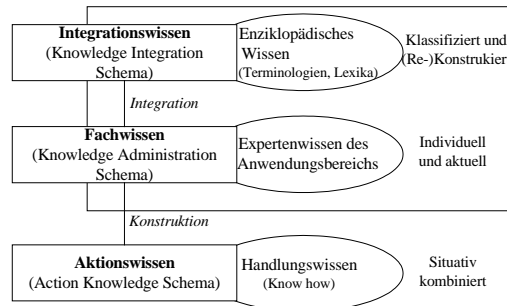 Integrationswissen
(Knowledge Integration
Schema)
Enziklopädisches
Wissen
(Terminologien, Lexika)
Klassifiziert und
(Re-)Konstruier
Integration
Fachwissen
(Knowledge Administration
Schema)
Expertenwissen des
Anwendungsbereichs
Individuell
und aktuell
Konstruktion
Aktionswissen
(Action Knowledge Schema)
Handlungswissen
(Know how)
Situativ
kombiniert